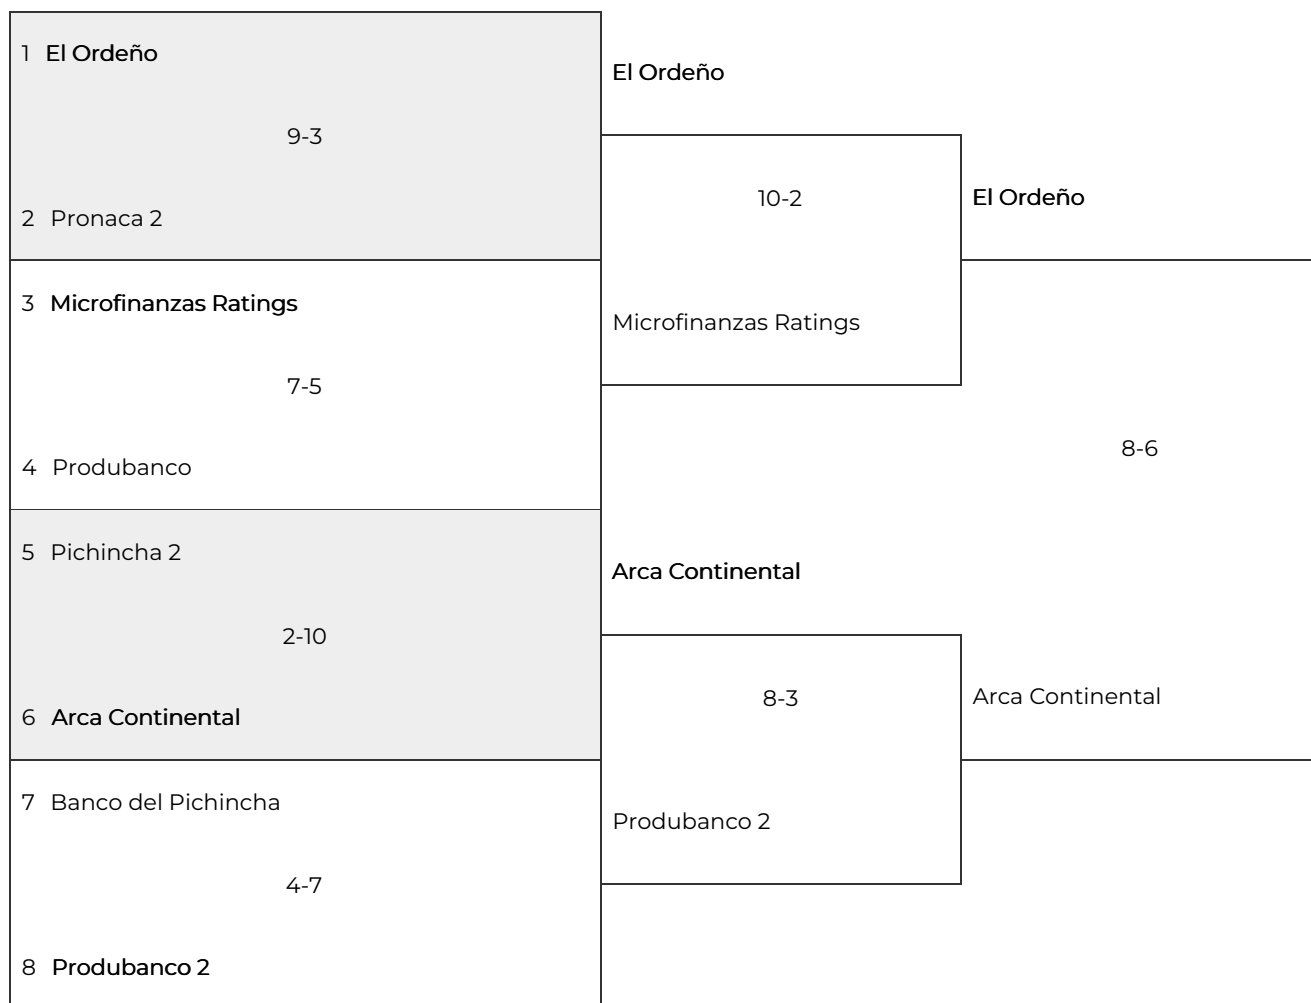 1 El Ordeño
9-3
2 Pronaca 2
3 Microfinanzas Ratings
7-5
4 Produbanco
5 Pichincha 2
2-10
6 Arca Continental
7 Banco del Pichincha
4-7
8 Produbanco 2
El Ordeño
10-2
Microfinanzas Ratings
Arca Continental
8-3
Produbanco 2
El Ordeño
8-6
Arca Continental